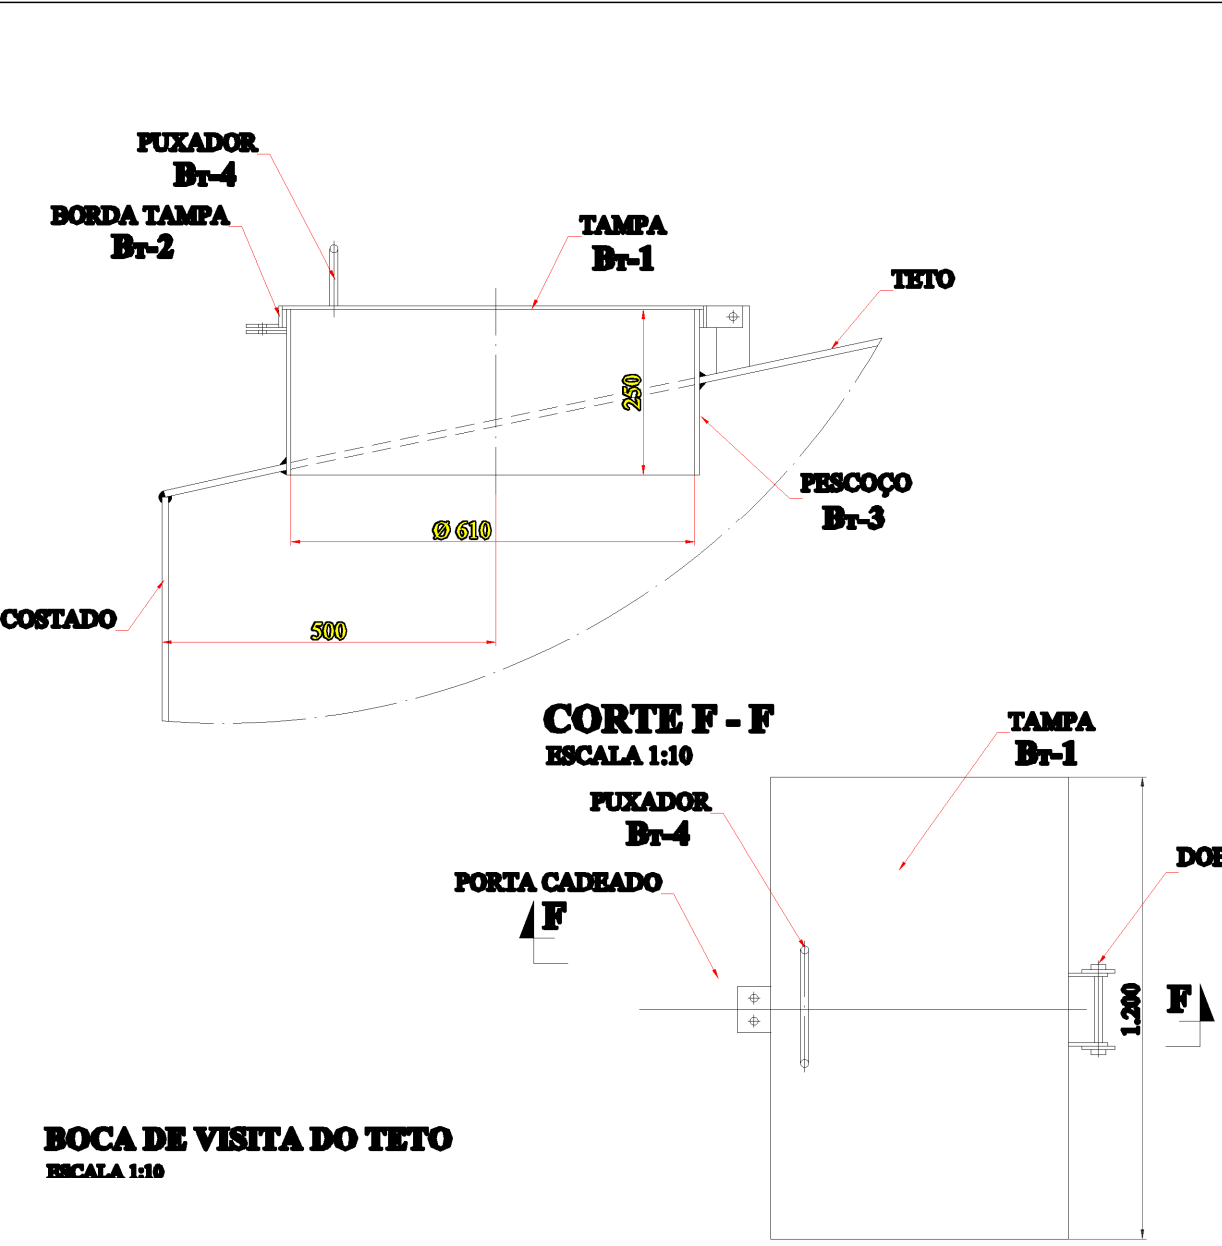 PUXADOR
BT-4
BORDA TAMPA
BT-2
TAMPA
BT-1
TETO
250
PESCOÇO
BT-3
Ø 610
COSTADO
500
CORTE F - F
ESCALA 1:10
TAMPA
BT-1
PUXADOR
BT-4
PORTA CADEADO
F
1.200
F
BOCA DE VISITA DO TETO
ESCALA 1:10